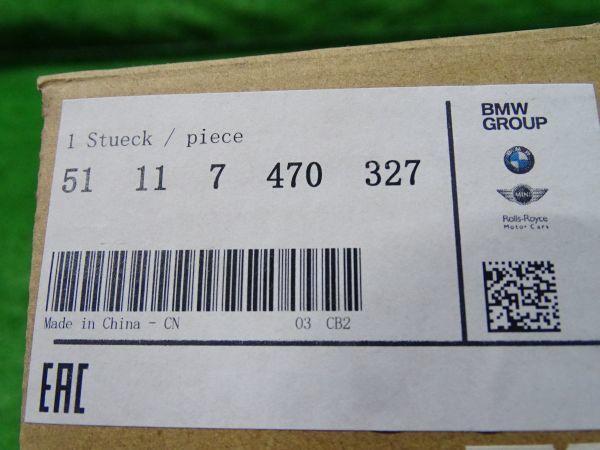 1 Stueck / piece
51 11 7 470 327
Made in China - CN 03 CB2
EAC
BMW
GROUP
BMW
MINI
Rolls-Royce
Motor Cars